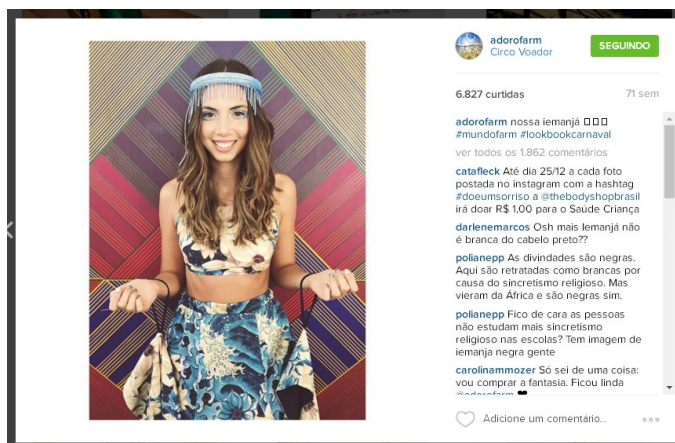 adorofarm
Circo Voador
SEGUINDO
6.827 curtidas
71 sem
adorofarm nossa iemanjá
#mundofarm #lookbookcarnaval
ver todos os 1.862 comentários
catafleck Até dia 25/12 a cada foto
postada no instagram com a hashtag
#doeumsorriso a @thebodyshopbrasil
irá doar R$ 1,00 para o Saúde Criança
darlenemarcos Osh mais Iemanjá não
é branca do cabelo preto??
polianepp As divindades são negras.
Aqui são retratadas como brancas por
causa do sincretismo religioso. Mas
vieram da África e são negras sim.
polianepp Fico de cara as pessoas
não estudam mais sincretismo
religioso nas escolas? Tem imagem de
iemanja negra gente
carolinammozer Só sei de uma coisa:
vou comprar a fantasia. Ficou linda
@adorofarm
Adicione um comentário...